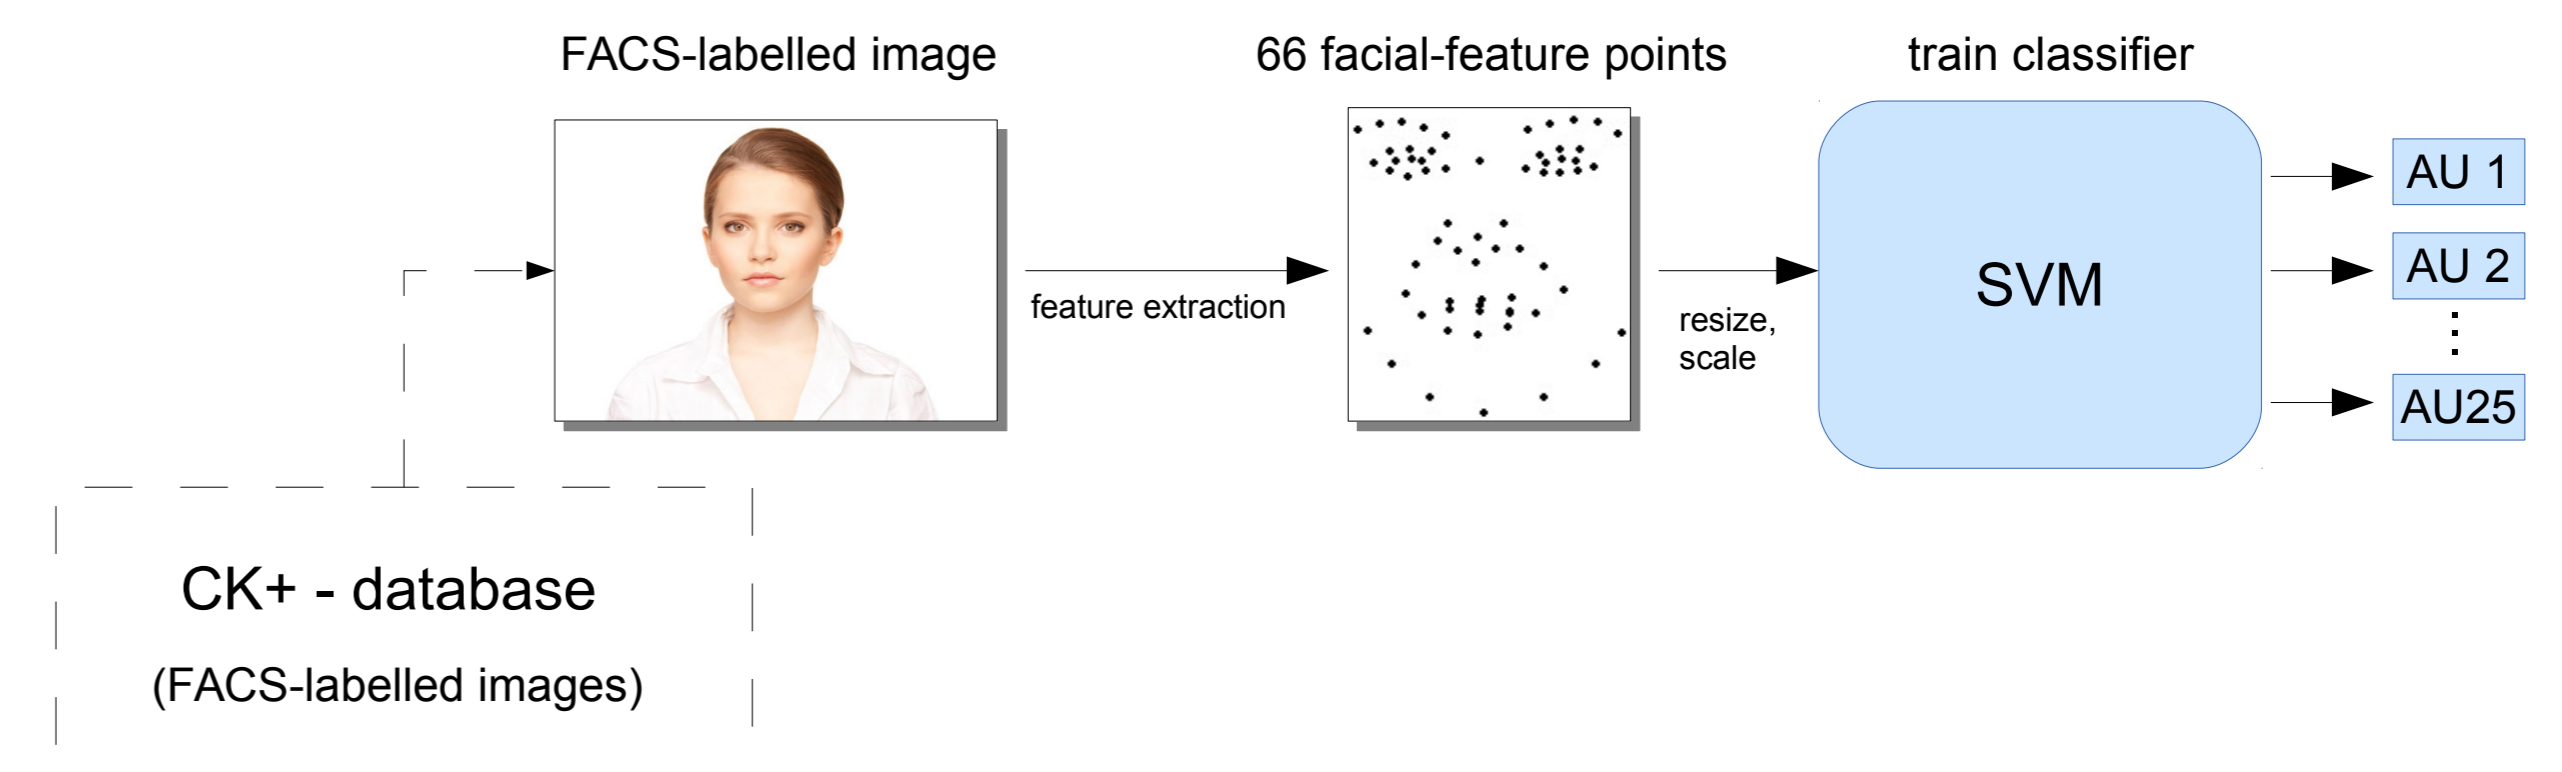 FACS-labelled image
66 facial-feature points
train classifier
feature extraction
resize,
scale
SVM
AU 1
AU 2
AU25
CK+ - database
(FACS-labelled images)